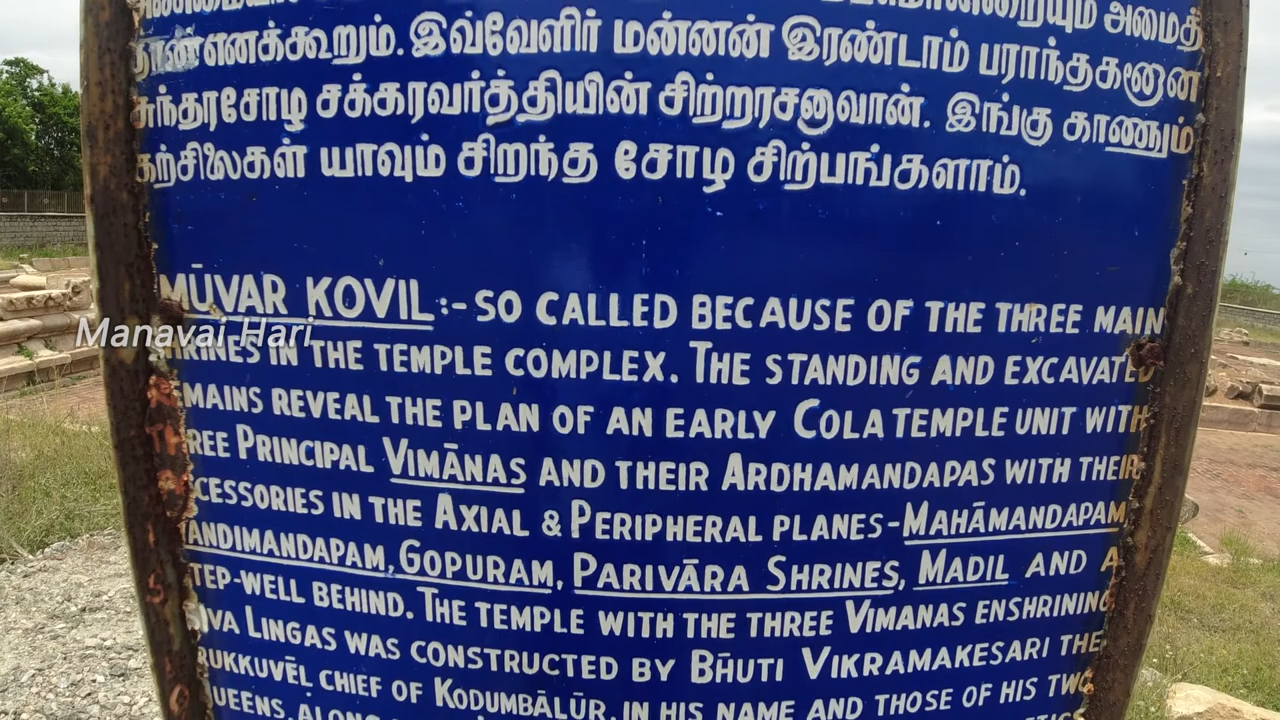 அமைத்
இவ்வேளிர் மன்னன் இரண்டாம் பராந்தகனான
சுந்தரசோழ சக்கரவர்த்தியின் சிற்றரசனாவான். இங்கு காணும்
கற்சிலைகள் யாவும் சிறந்த சோழ சிற்பங்களாம்.
MŪVAR KOVIL:- SO CALLED BECAUSE OF THE THREE MAIN
Manavai Hari
SHRINES IN THE TEMPLE COMPLEX. THE STANDING AND EXCAVATED
REMAINS REVEAL THE PLAN OF AN EARLY COLA TEMPLE UNIT WITH
THREE PRINCIPAL VIMĀNAS AND THEIR ARDHAMANDAPAS WITH THEIR
ACCESSORIES IN THE AXIAL & PERIPHERAL PLANES-MAHĀMANDAPAM
NANDIMANDAPAM, GOPURAM, PARIVĀRA SHRINES, MADIL AND A
STEP-WELL BEHIND. THE TEMPLE WITH THE THREE VIMANAS ENSHRINING
SIVA LINGAS WAS CONSTRUCTED BY BHUTI VIKRAMAKESARI THE
IRUKKUVĒL CHIEF OF KODUMBĀLŪR, IN HIS NAME AND THOSE OF HIS TWO
QUEENS,